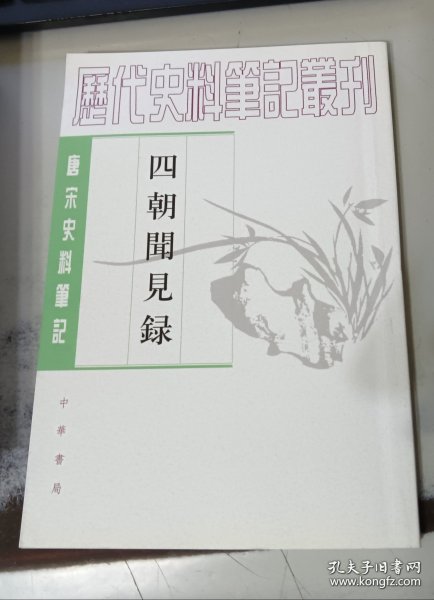 歷代史料筆記叢刊
唐宋史料筆記
四朝聞見録
中華書局
孔夫子旧书网
www.kongfz.com